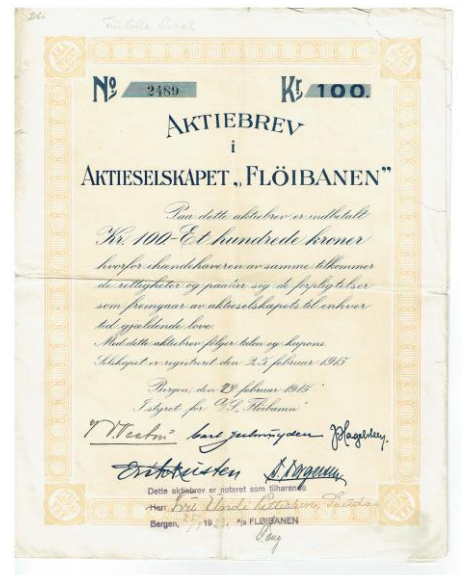 No 2489 Kr. 100.
AKTIEBREV
i
AKTIESELSKAPET „FLÖIBANEN”
Paa dette aktiebrev er indbetalt
Kr. 100 - Et hundrede kroner
hvorfor ihændehaveren av samme tilkommer
de rettigheter og paaligger sig de forpligtelser
som fremgaar av aktieselskapets til enhver
tid gjældende love.
Med dette aktiebrev følger talon og kupons.
Selskapet er registreret den 25 februar 1915
Bergen, den 27 februar 1915
I styret for A/S. Flöibanen
Dette aktiebrev er noteret som tilhørende
Herr
Bergen, 19 A/S FLØIBANEN